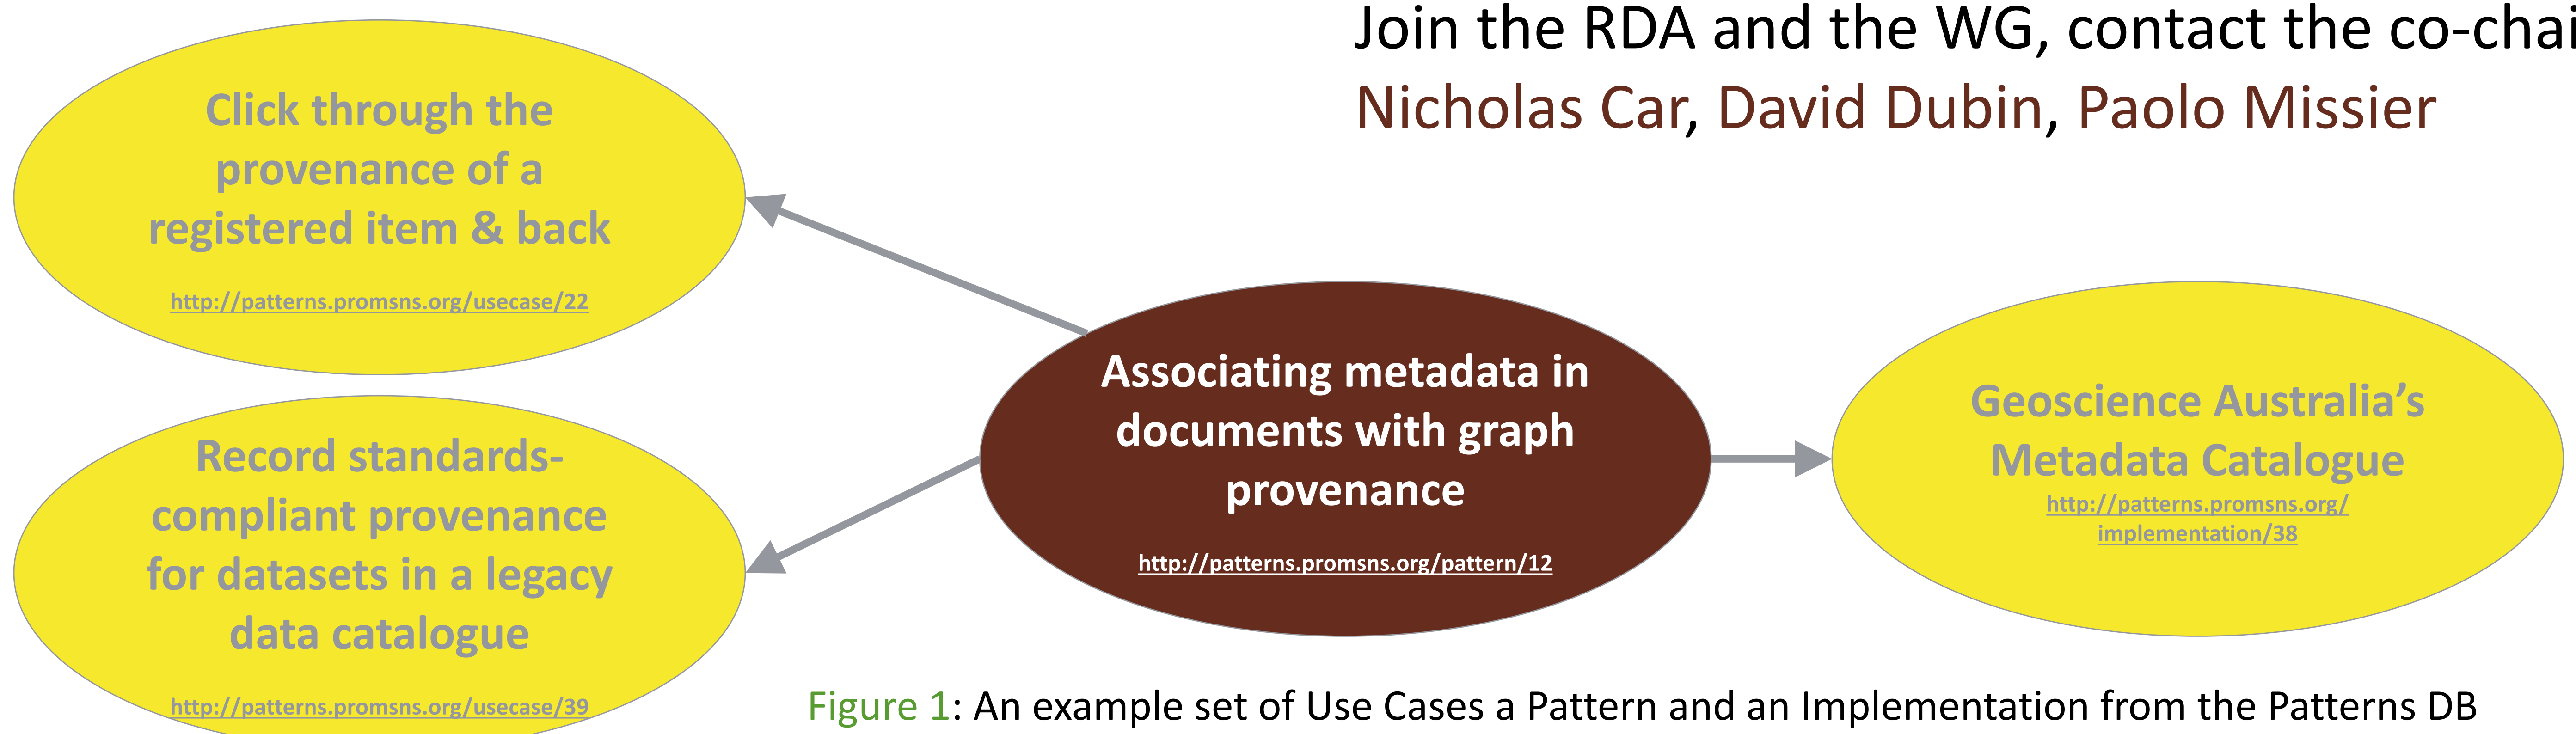 Join the RDA and the WG, contact the co-chai
Nicholas Car, David Dubin, Paolo Missier
Click through the
provenance of a
registered item & back
http://patterns.promsns.org/usecase/22
Record standards-
compliant provenance
for datasets in a legacy
data catalogue
http://patterns.promsns.org/usecase/39
Associating metadata in
documents with graph
provenance
http://patterns.promsns.org/pattern/12
Geoscience Australia’s
Metadata Catalogue
http://patterns.promsns.org/
implementation/38
Figure 1: An example set of Use Cases a Pattern and an Implementation from the Patterns DB